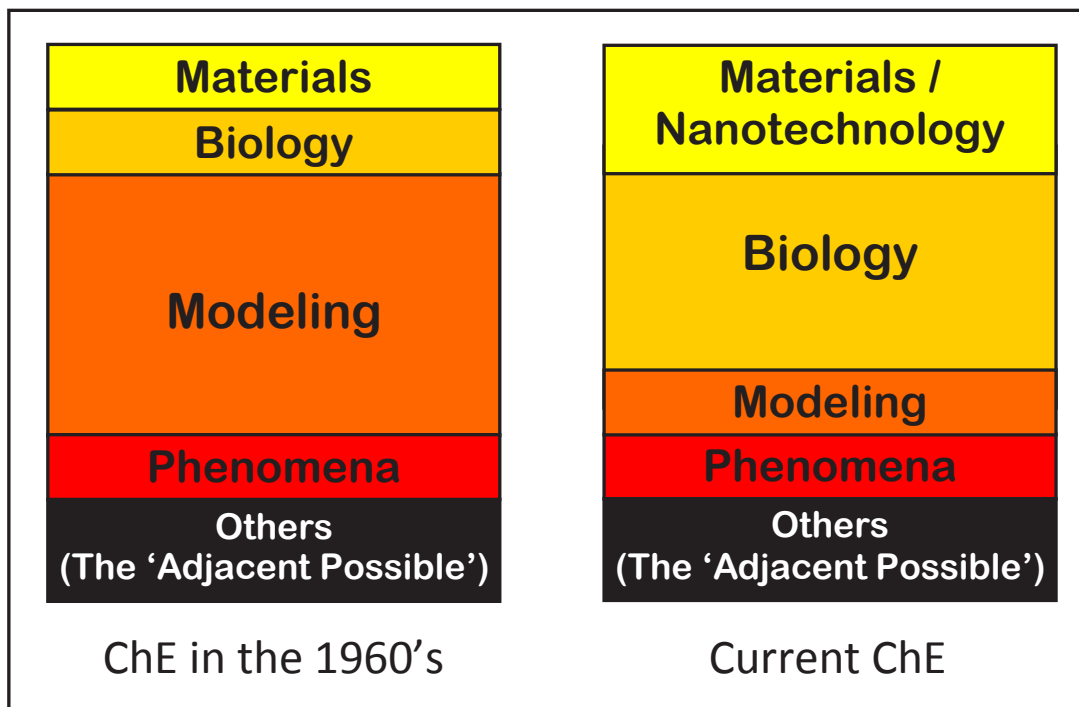 Materials
Biology
Modeling
Phenomena
Others
(The ‘Adjacent Possible’)
ChE in the 1960’s
Materials /
Nanotechnology
Biology
Modeling
Phenomena
Others
(The ‘Adjacent Possible’)
Current ChE